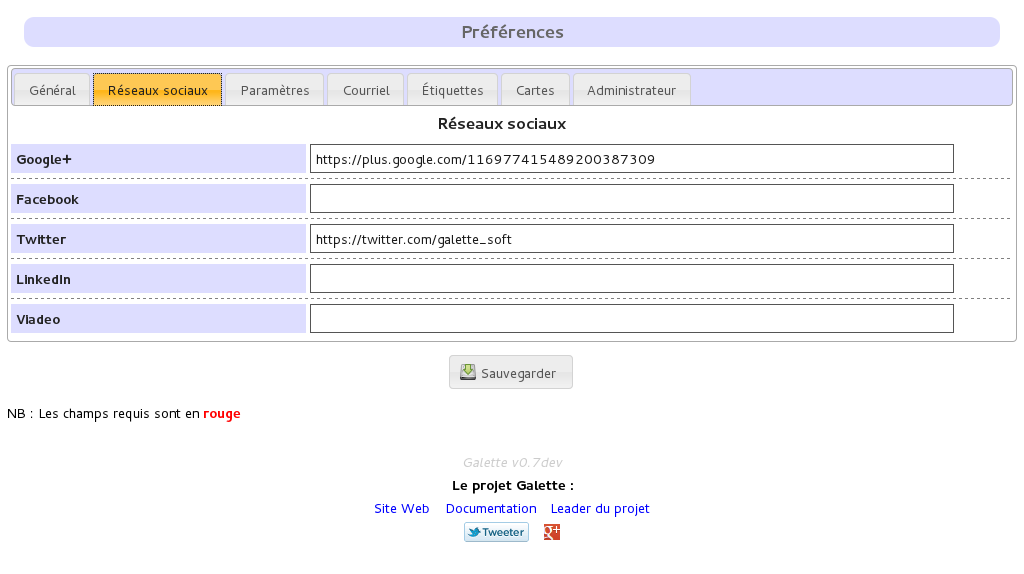 Préférences
Général Réseaux sociaux Paramètres Courriel Étiquettes Cartes Administrateur
Réseaux sociaux
Google+ https://plus.google.com/116977415489200387309
Facebook
Twitter https://twitter.com/galette_soft
LinkedIn
Viadeo
Sauvegarder
NB : Les champs requis sont en rouge
Galette v0.7dev
Le projet Galette :
Site Web Documentation Leader du projet
Tweeter g+